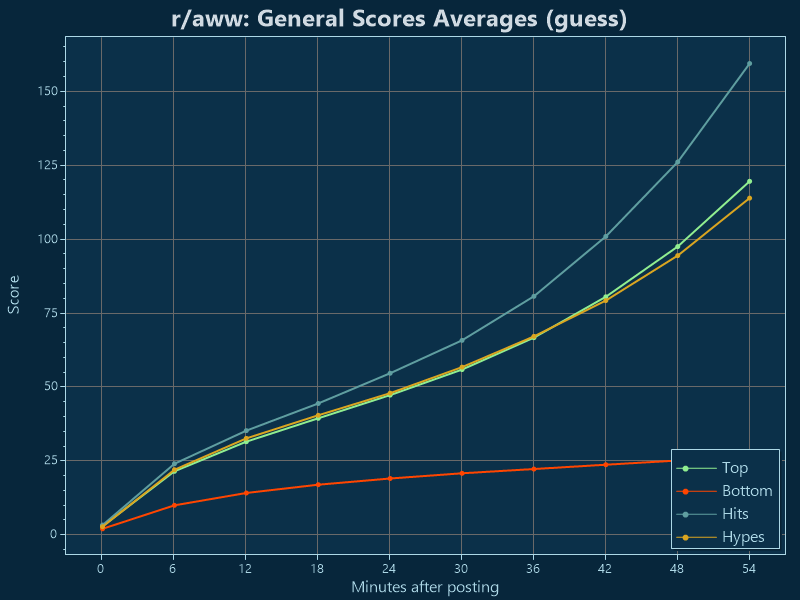 r/aww: General Scores Averages (guess)
150
125
100
75
50
25
0
Score
0 6 12 18 24 30 36 42 48 54
Minutes after posting
Top
Bottom
Hits
Hypes